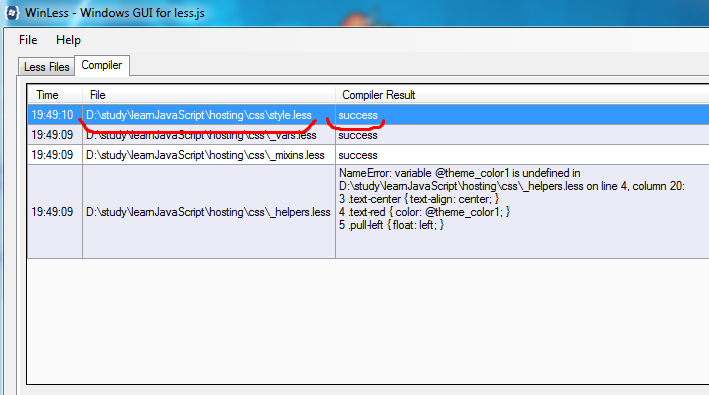 WinLess - Windows GUI for less.js
File Help
Less Files Compiler
Time File Compiler Result
19:49:10 D:\study\learnJavaScript\hosting\css\style.less success
19:49:09 D:\study\learnJavaScript\hosting\css\_vars.less success
19:49:09 D:\study\learnJavaScript\hosting\css\_mixins.less success
19:49:09 D:\study\learnJavaScript\hosting\css\_helpers.less NameError: variable @theme_color1 is undefined in
D:\study\learnJavaScript\hosting\css\_helpers.less on line 4, column 20:
3 .text-center { text-align: center; }
4 .text-red { color: @theme_color1; }
5 .pull-left { float: left; }